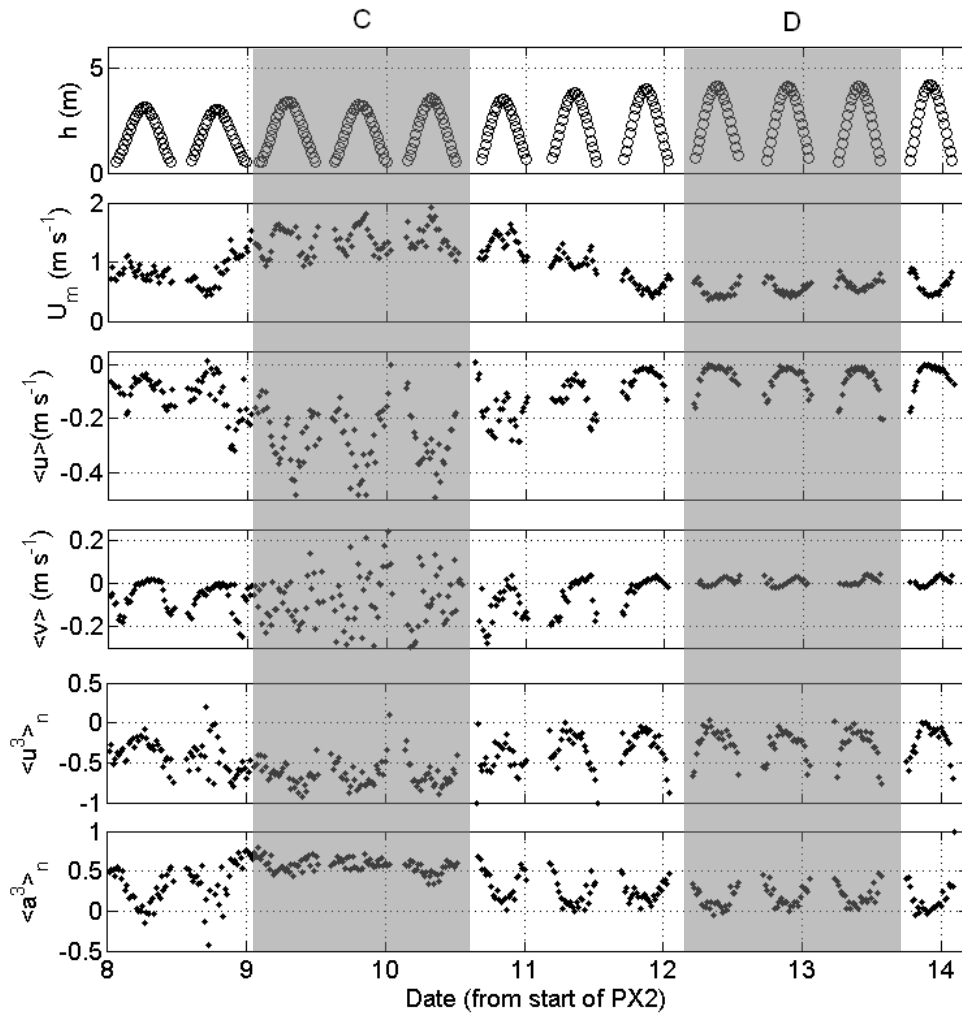 C D
h (m)
5
0
U_m (m s^-1)
2
1
0
<u>(m s^-1)
0
-0.2
-0.4
<v> (m s^-1)
0.2
0
-0.2
<u^3>_n
0.5
0
-0.5
-1
<a^3>_n
1
0.5
0
-0.5
8 9 10 11 12 13 14
Date (from start of PX2)